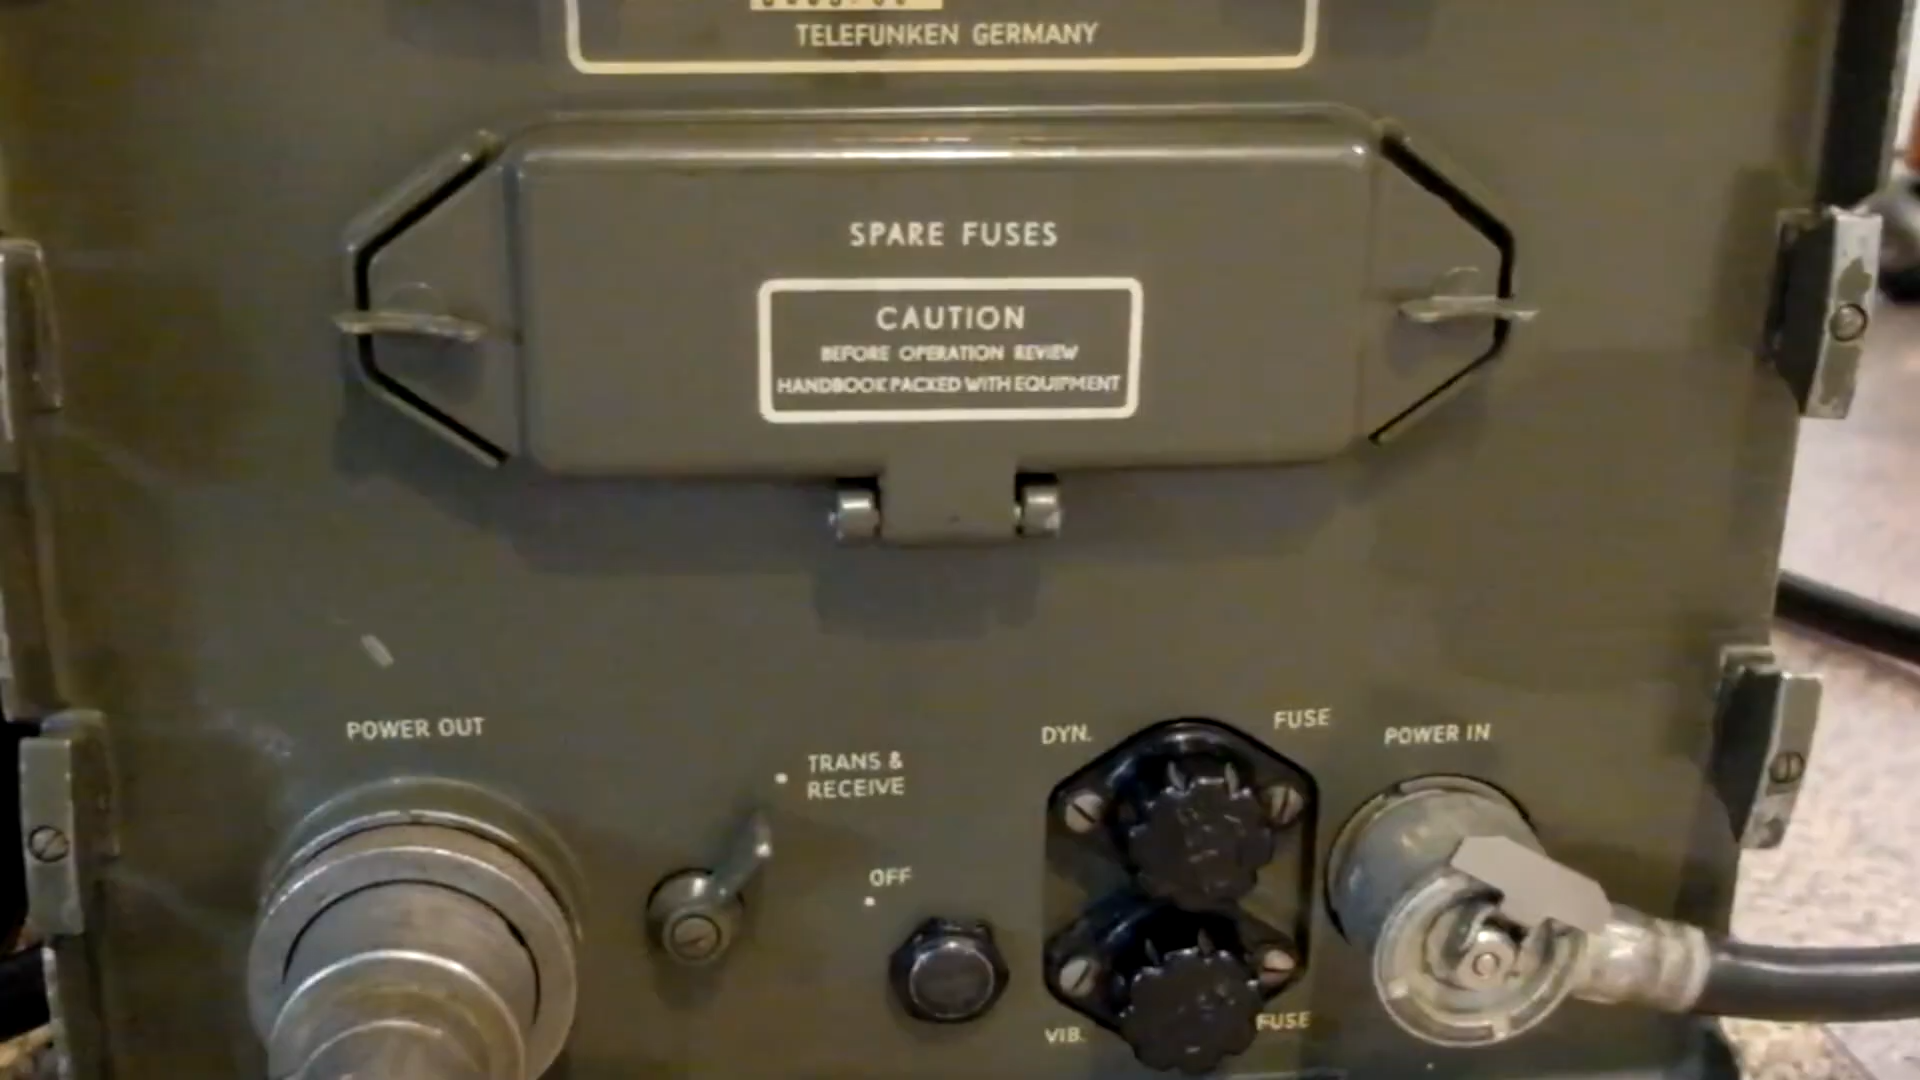 TELEFUNKEN GERMANY
SPARE FUSES
CAUTION
BEFORE OPERATION REVIEW
HANDBOOK PACKED WITH EQUIPMENT
POWER OUT
TRANS &
RECEIVE
OFF
DYN.
FUSE
POWER IN
VIB.
FUSE